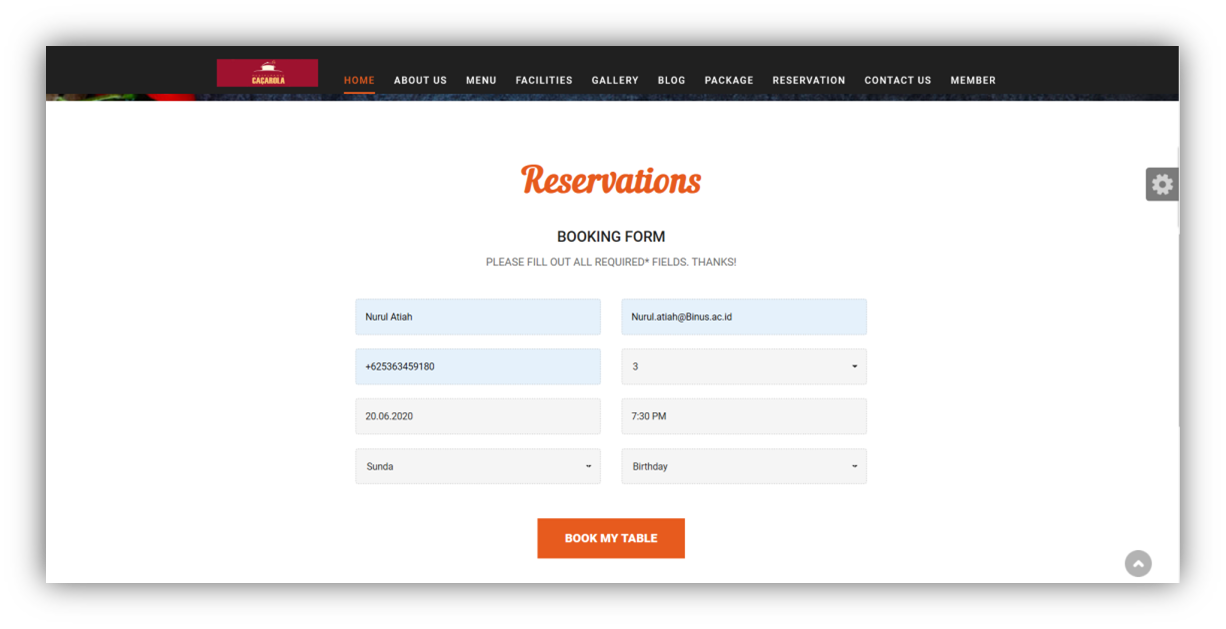 CACABOLA
HOME ABOUT US MENU FACILITIES GALLERY BLOG PACKAGE RESERVATION CONTACT US MEMBER
Reservations
BOOKING FORM
PLEASE FILL OUT ALL REQUIRED* FIELDS. THANKS!
Nurul Atiah Nurul.atiah@Binus.ac.id
+625363459180 3
20.06.2020 7:30 PM
Sunda Birthday
BOOK MY TABLE